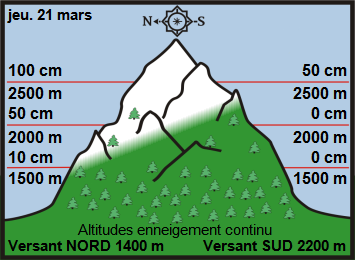 jeu. 21 mars
N S
100 cm 50 cm
2500 m 2500 m
50 cm 0 cm
2000 m 2000 m
10 cm 0 cm
1500 m 1500 m
Altitudes enneigement continu
Versant NORD 1400 m Versant SUD 2200 m